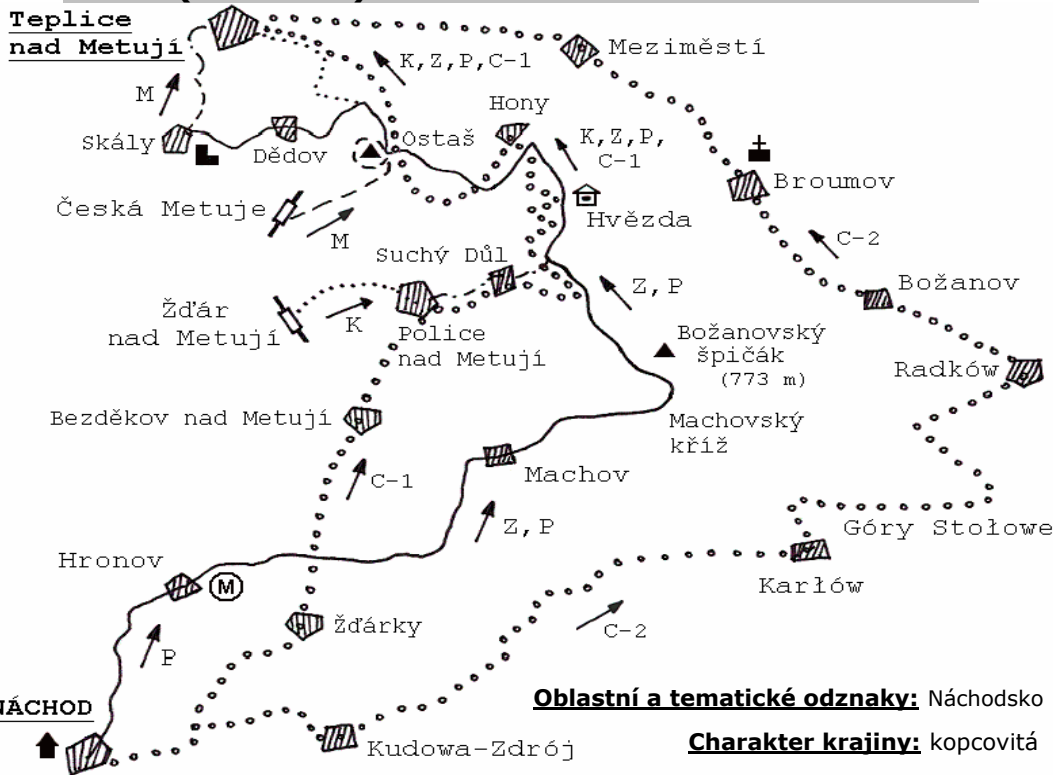 Teplice
nad Metují
Meziměstí
K,Z,P,C-1
M
Hony
Skály
Dědov
Ostaš
K,Z,P,
C-1
Broumov
Česká Metuje
M
Hvězda
C-2
Suchý Důl
Božanov
Z,P
Žďár
nad Metují
K
Police
nad Metují
Božanovský
špičák
(773 m)
Radków
Bezděkov nad Metují
Machovský
kříž
C-1
Machov
Z,P
Góry Stołowe
Hronov
M
Karłów
Žďárky
C-2
P
NÁCHOD
Oblastní a tematické odznaky: Náchodsko
Kudowa-Zdrój
Charakter krajiny: kopcovitá